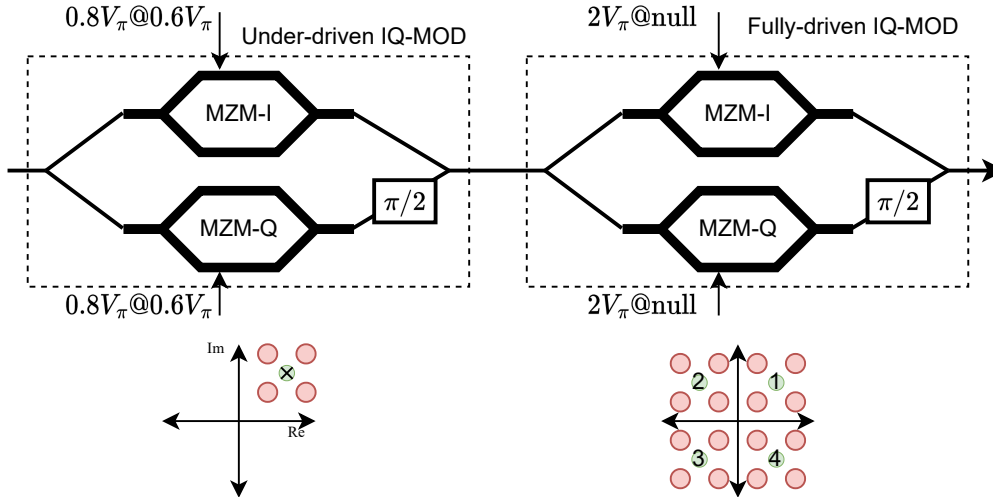 0.8V_π@0.6V_π
Under-driven IQ-MOD
2V_π@null
Fully-driven IQ-MOD
MZM-I
MZM-I
π/2
π/2
MZM-Q
MZM-Q
0.8V_π@0.6V_π
2V_π@null
Im
Re
2
1
3
4